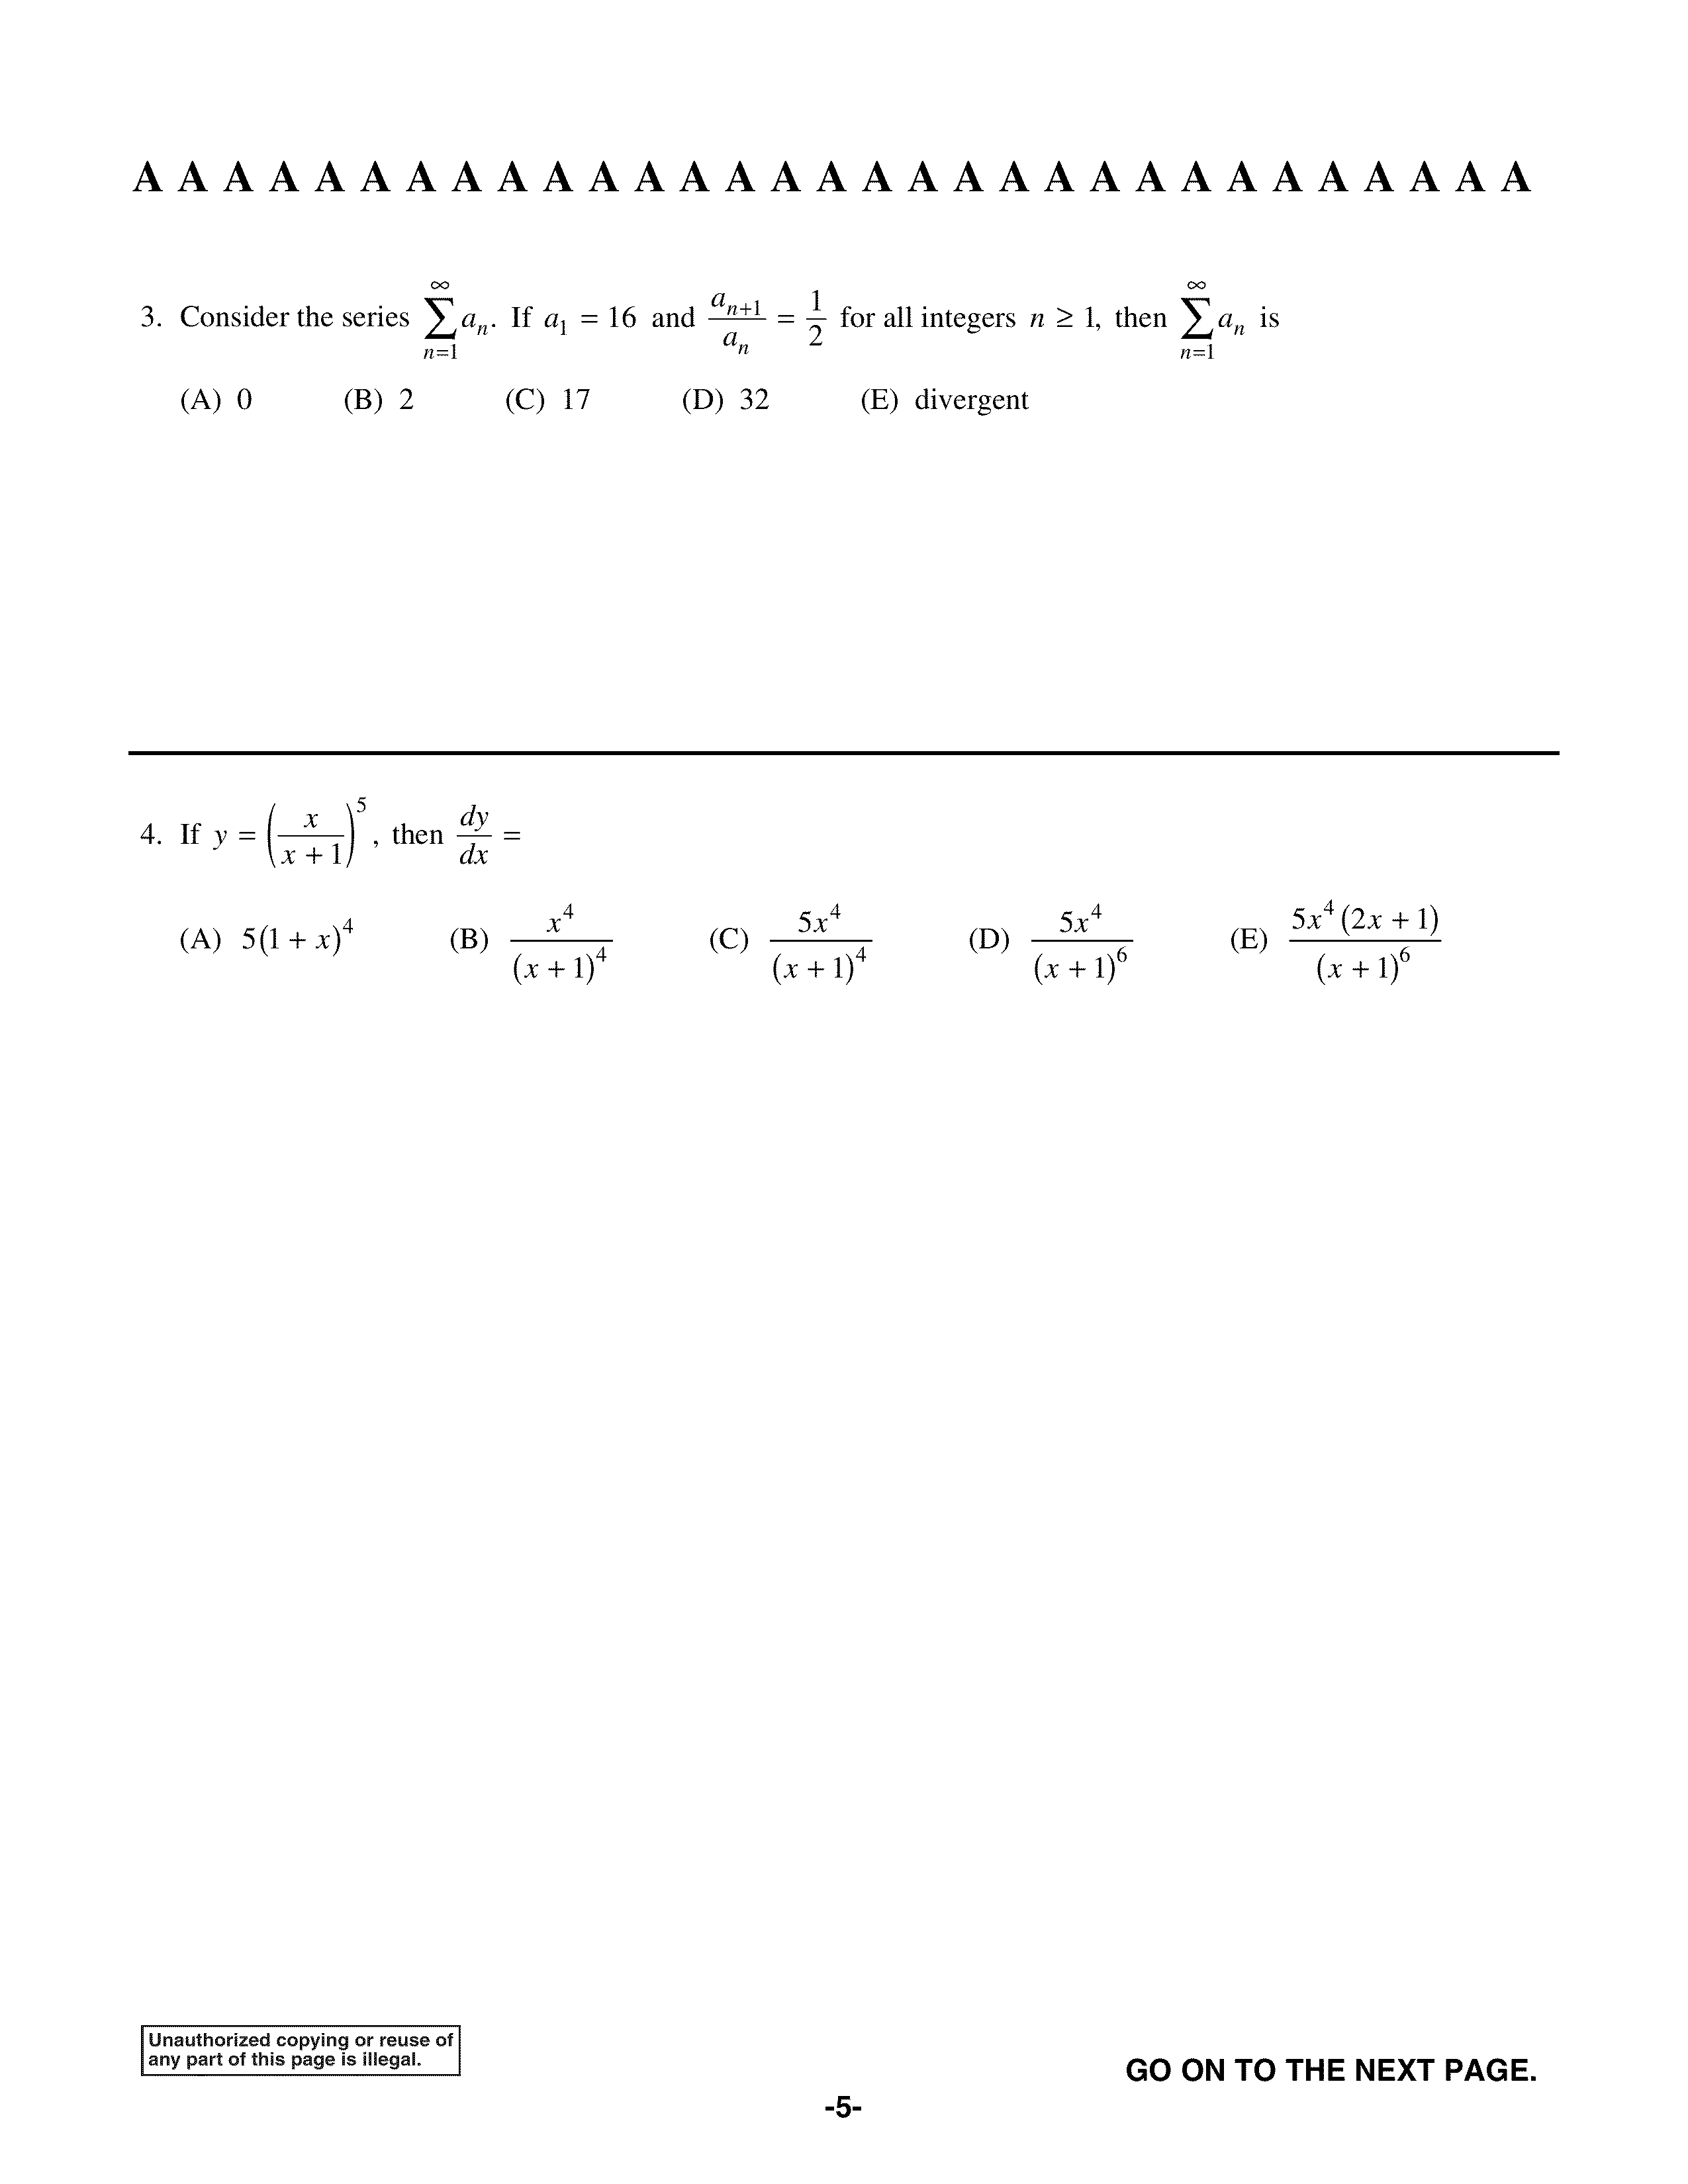 A A A A A A A A A A A A A A A A A A A A A A A A A A A A A A A
3. Consider the series $\sum_{n=1}^{\infty} a_n$. If $a_1 = 16$ and $\frac{a_{n+1}}{a_n} = \frac{1}{2}$ for all integers $n \geq 1$, then $\sum_{n=1}^{\infty} a_n$ is
(A) 0 (B) 2 (C) 17 (D) 32 (E) divergent
4. If $y = \left(\frac{x}{x+1}\right)^5$, then $\frac{dy}{dx} =$
(A) $5(1+x)^4$ (B) $\frac{x^4}{(x+1)^4}$ (C) $\frac{5x^4}{(x+1)^4}$ (D) $\frac{5x^4}{(x+1)^6}$ (E) $\frac{5x^4(2x+1)}{(x+1)^6}$
Unauthorized copying or reuse of
any part of this page is illegal.
GO ON TO THE NEXT PAGE.
-5-